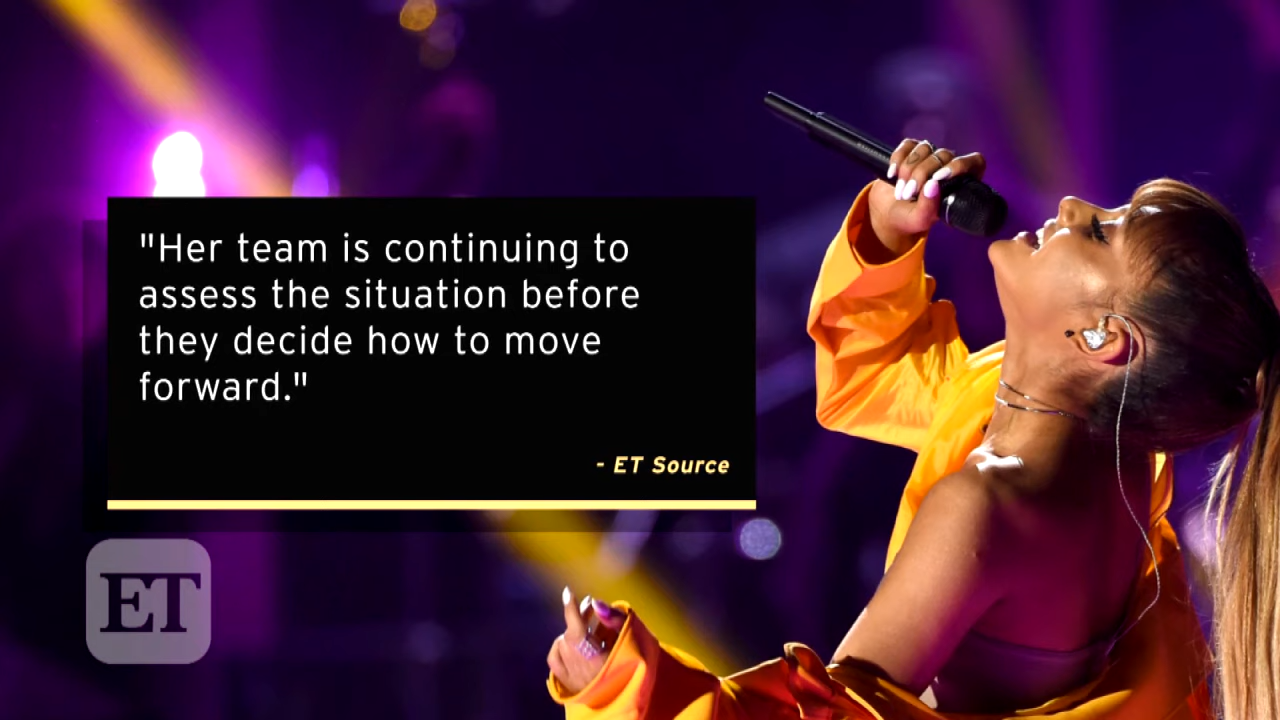 "Her team is continuing to
assess the situation before
they decide how to move
forward."
- ET Source
ET